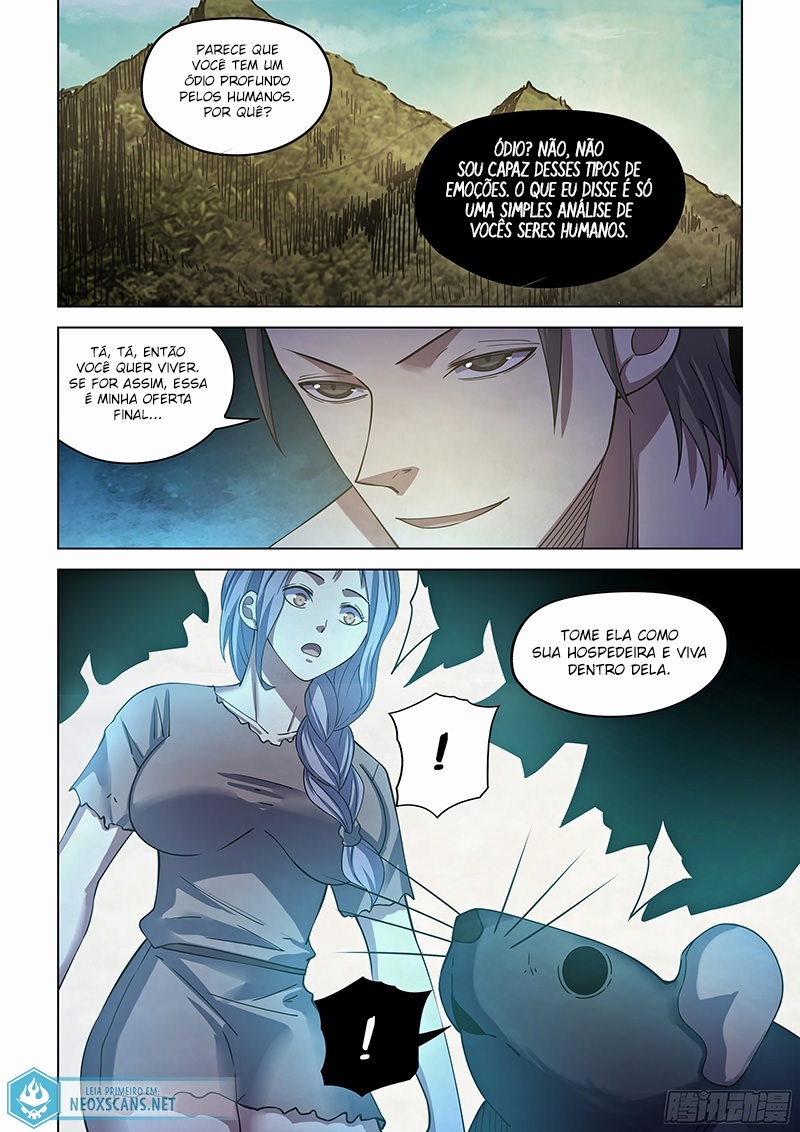 PARECE QUE
VOCÊ TEM UM
ÓDIO PROFUNDO
PELOS HUMANOS.
POR QUÊ?
ÓDIO? NÃO, NÃO
SOU CAPAZ DESSES TIPOS DE
EMOÇÕES. O QUE EU DISSE É SÓ
UMA SIMPLES ANÁLISE DE
VOCÊS SERES HUMANOS.
TÁ, TÁ, ENTÃO
VOCÊ QUER VIVER.
SE FOR ASSIM, ESSA
É MINHA OFERTA
FINAL...
TOME ELA COMO
SUA HOSPEDEIRA E VIVA
DENTRO DELA.
!
!
LEIA PRIMEIRO EM:
NEOXSCANS.NET
腾讯动漫